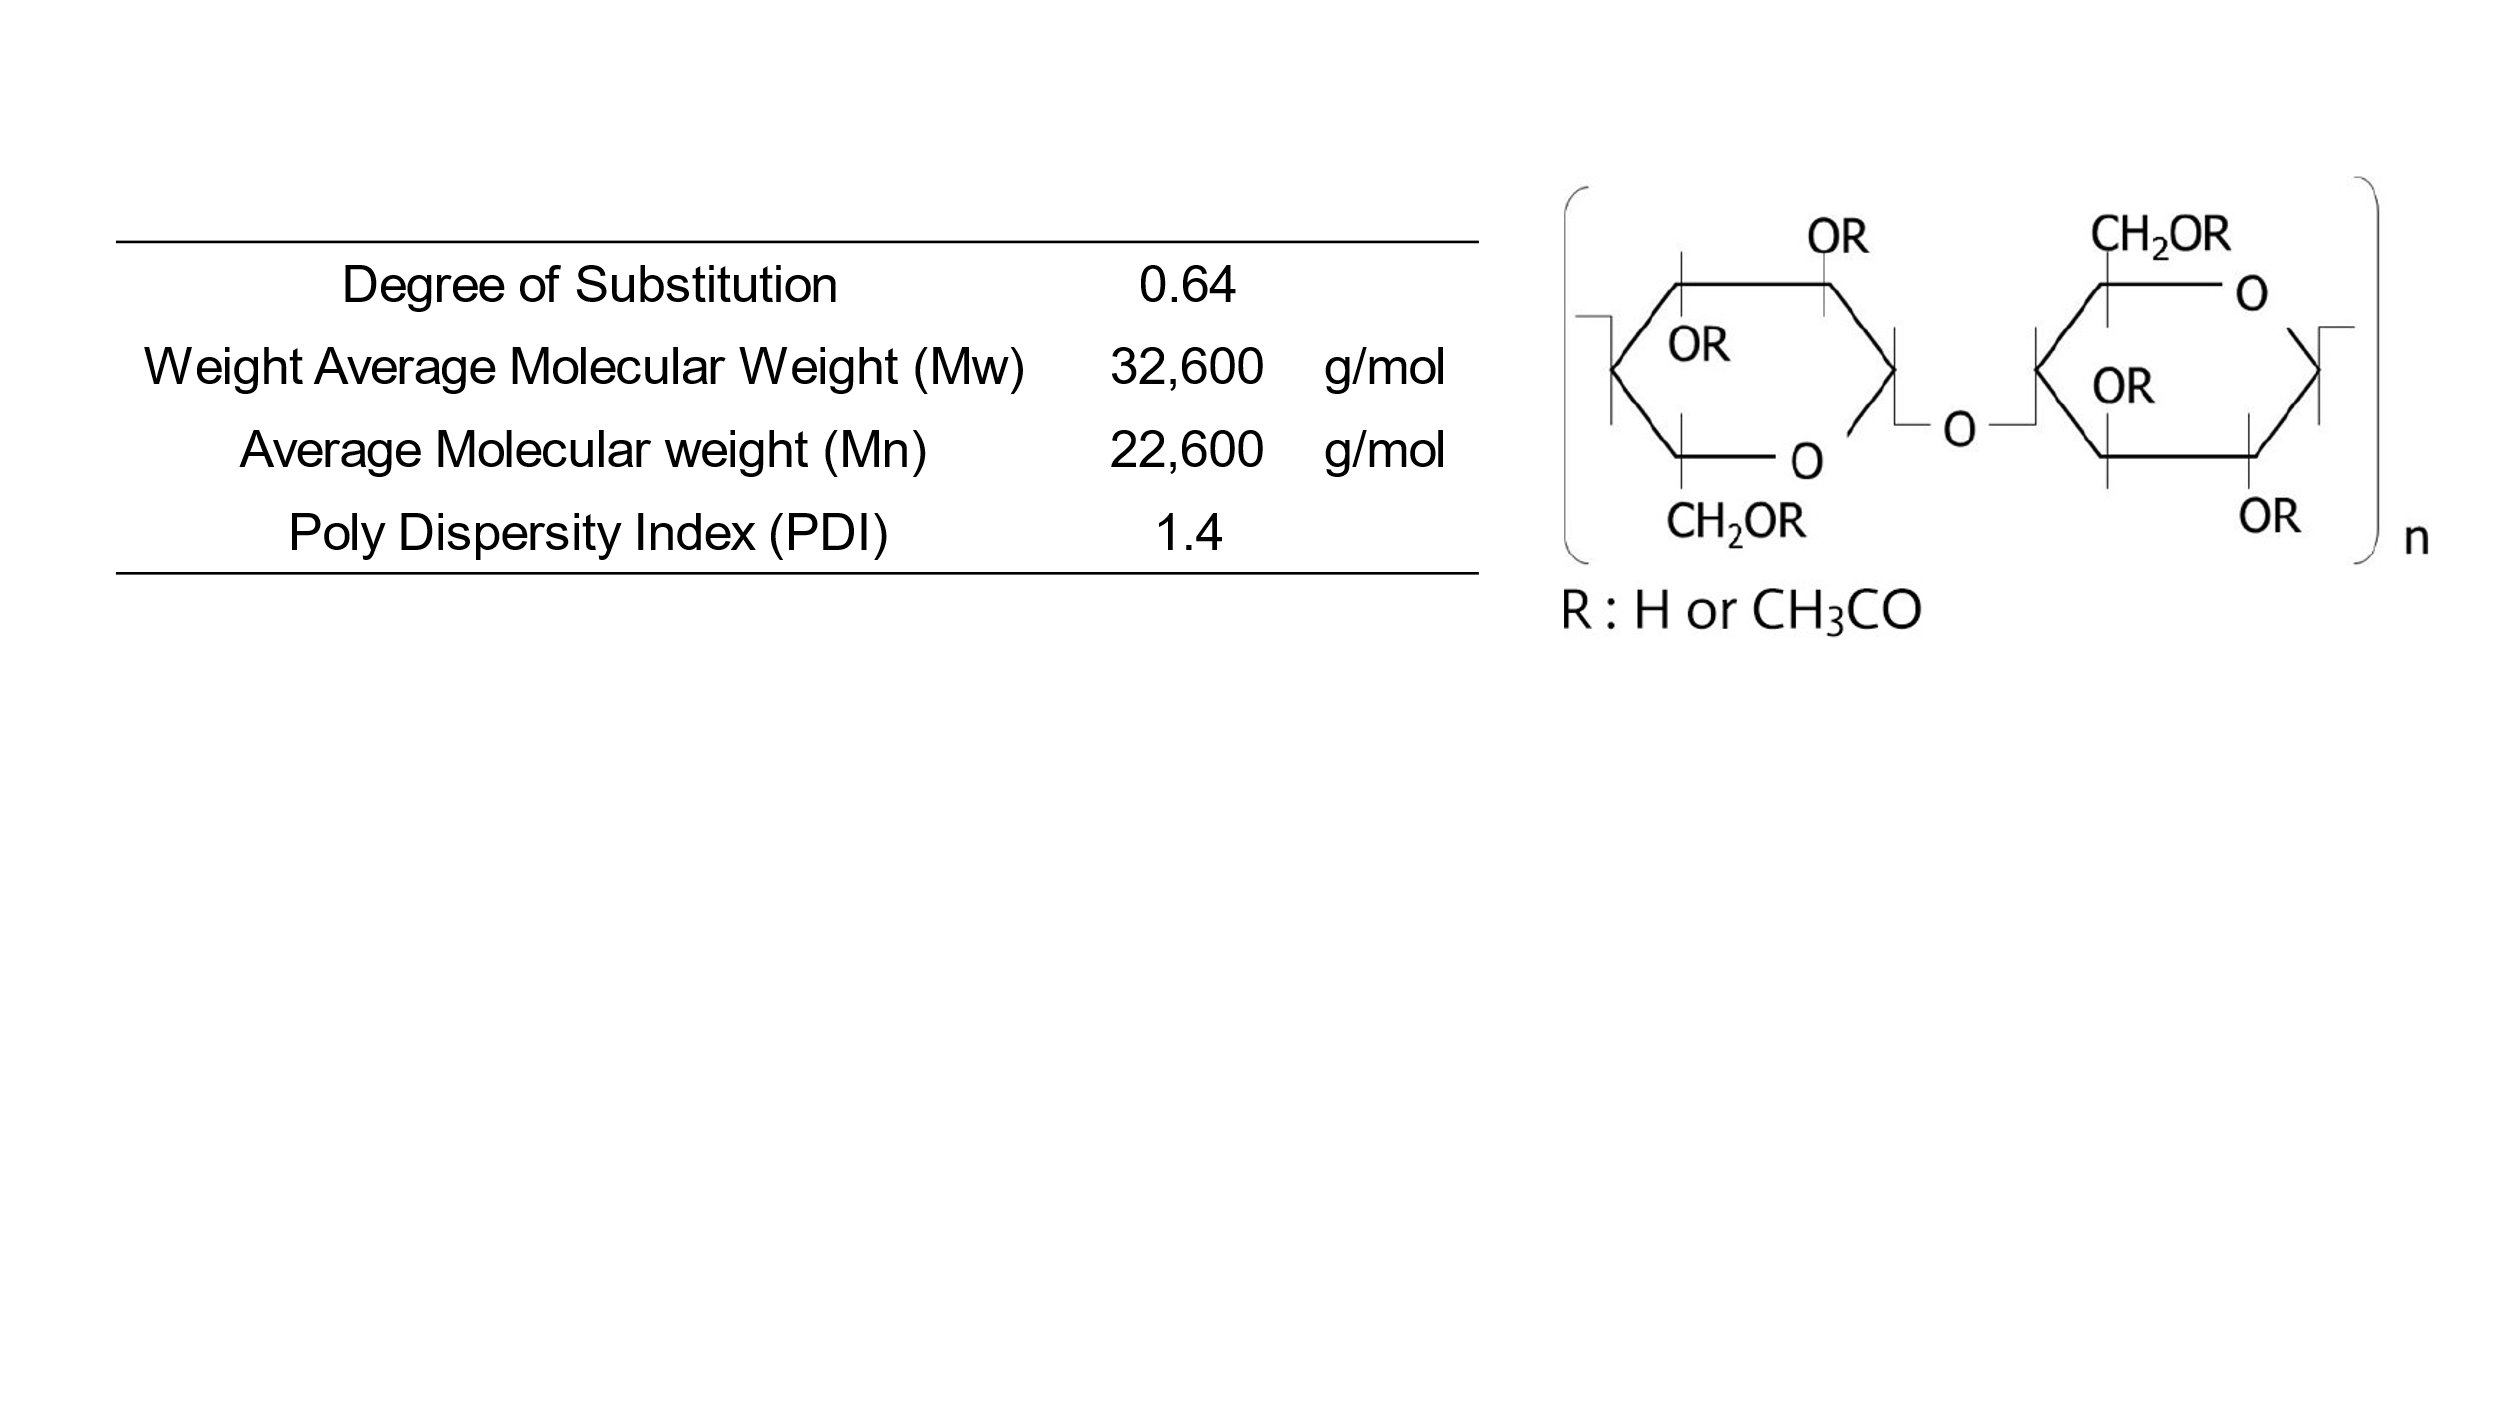 Degree of Substitution 0.64
Weight Average Molecular Weight (Mw) 32,600 g/mol
Average Molecular weight (Mn) 22,600 g/mol
Poly Dispersity Index (PDI) 1.4
OR
CH₂OR
O
OR
OR
O
O
CH₂OR
OR
n
R : H or CH₃CO